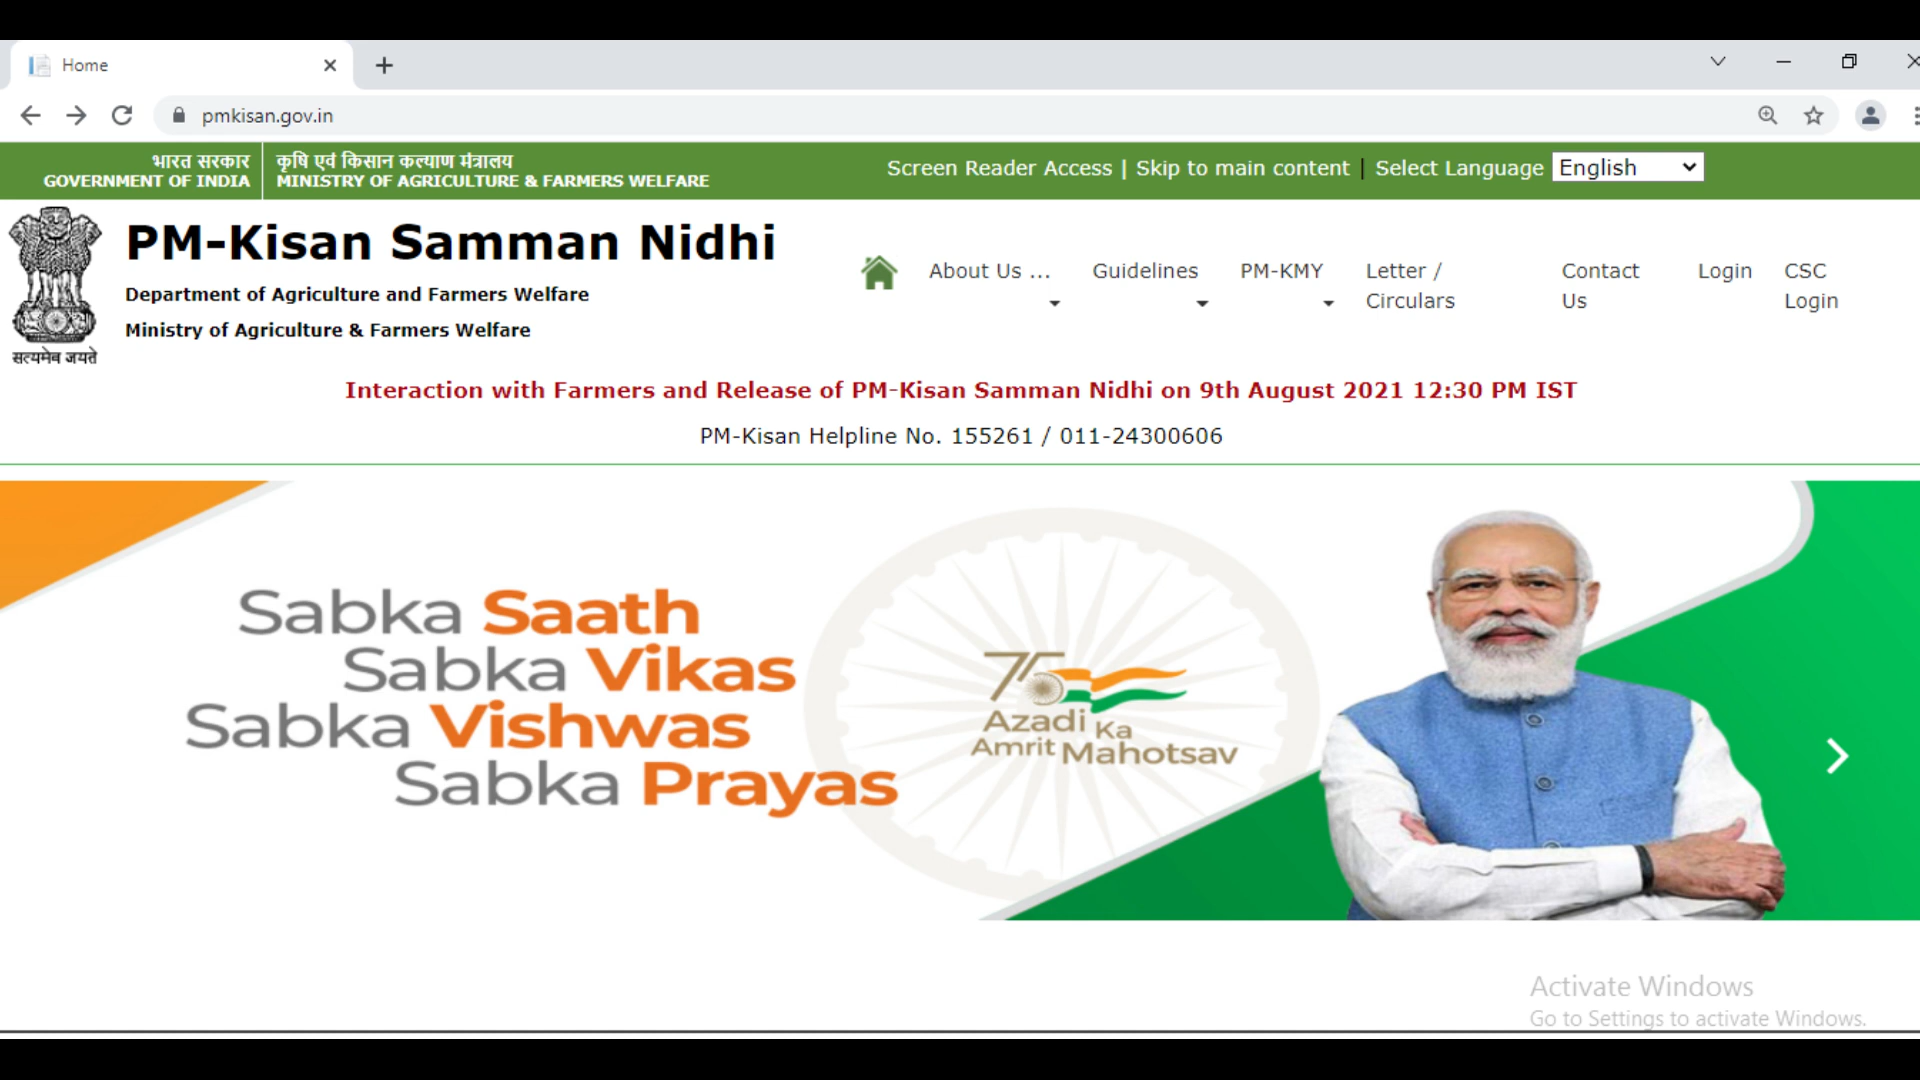 Home
pmkisan.gov.in
भारत सरकार
GOVERNMENT OF INDIA
कृषि एवं किसान कल्याण मंत्रालय
MINISTRY OF AGRICULTURE & FARMERS WELFARE
Screen Reader Access | Skip to main content | Select Language English
PM-Kisan Samman Nidhi
Department of Agriculture and Farmers Welfare
Ministry of Agriculture & Farmers Welfare
सत्यमेव जयते
About Us ...
Guidelines
PM-KMY
Letter /
Circulars
Contact
Us
Login
CSC
Login
Interaction with Farmers and Release of PM-Kisan Samman Nidhi on 9th August 2021 12:30 PM IST
PM-Kisan Helpline No. 155261 / 011-24300606
Sabka Saath
Sabka Vikas
Sabka Vishwas
Sabka Prayas
75
Azadi Ka
Amrit Mahotsav
Activate Windows
Go to Settings to activate Windows.